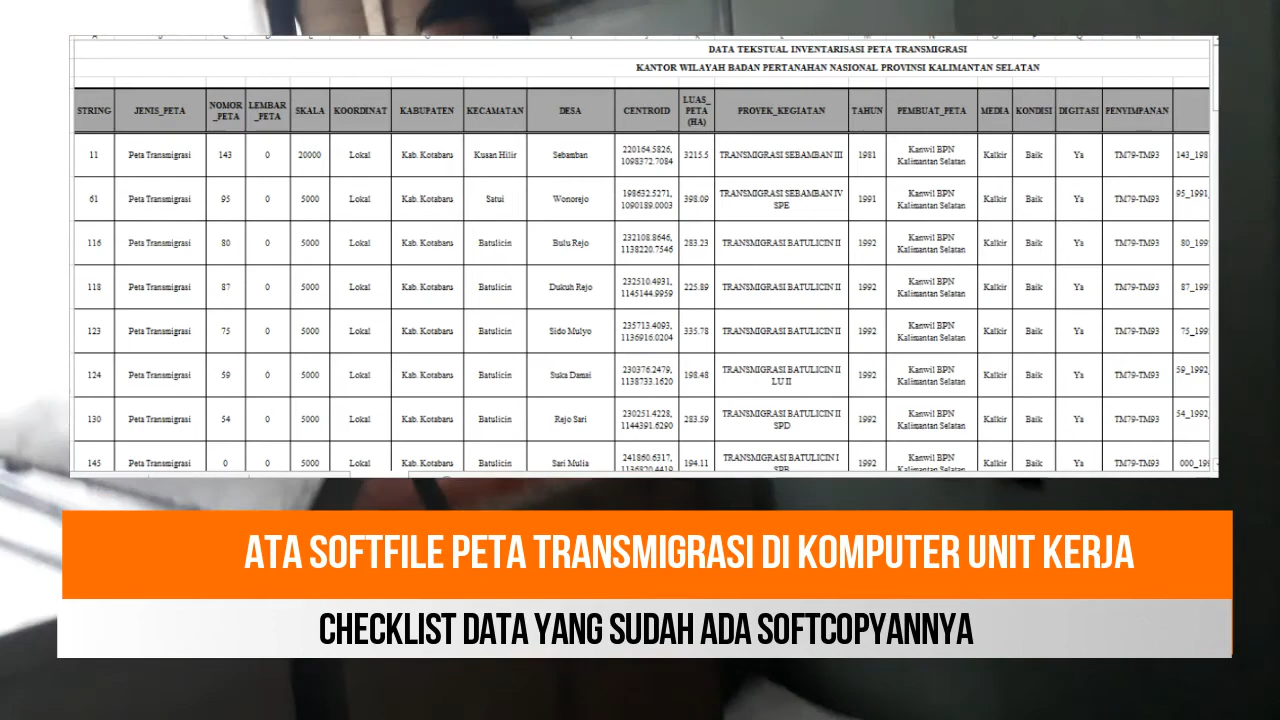 DATA TEKSTUAL INVENTARISASI PETA TRANSMIGRASI
KANTOR WILAYAH BADAN PERTANAHAN NASIONAL PROVINSI KALIMANTAN SELATAN
STRING JENIS_PETA NOMOR_PETA LEMBAR_PETA SKALA KOORDINAT KABUPATEN KECAMATAN DESA CENTROID LUAS_PETA (HA) PROYEK_KEGIATAN TAHUN PEMBUAT_PETA MEDIA KONDISI DIGITASI PENYIMPANAN
11 Peta Transmigrasi 143 0 20000 Lokal Kab. Kotabaru Kusan Hilir Sebamban 220164.5826, 1098372.7084 3215.5 TRANSMIGRASI SEBAMBAN III 1981 Kanwil BPN Kalimantan Selatan Kalkir Baik Ya TM79-TM93 143_198
61 Peta Transmigrasi 95 0 5000 Lokal Kab. Kotabaru Satui Wonorejo 198632.5271, 1090189.0003 398.09 TRANSMIGRASI SEBAMBAN IV SPE 1991 Kanwil BPN Kalimantan Selatan Kalkir Baik Ya TM79-TM93 95_1991,
116 Peta Transmigrasi 80 0 5000 Lokal Kab. Kotabaru Batulicin Bulu Rejo 232108.8646, 1138220.7546 283.23 TRANSMIGRASI BATULICIN II 1992 Kanwil BPN Kalimantan Selatan Kalkir Baik Ya TM79-TM93 80_199
118 Peta Transmigrasi 87 0 5000 Lokal Kab. Kotabaru Batulicin Dukuh Rejo 232510.4931, 1145144.9959 225.89 TRANSMIGRASI BATULICIN II 1992 Kanwil BPN Kalimantan Selatan Kalkir Baik Ya TM79-TM93 87_199
123 Peta Transmigrasi 75 0 5000 Lokal Kab. Kotabaru Batulicin Sido Mulyo 235713.4093, 1136916.0204 335.78 TRANSMIGRASI BATULICIN II 1992 Kanwil BPN Kalimantan Selatan Kalkir Baik Ya TM79-TM93 75_199
124 Peta Transmigrasi 59 0 5000 Lokal Kab. Kotabaru Batulicin Suka Damai 230376.2479, 1138733.1620 198.48 TRANSMIGRASI BATULICIN II LU II 1992 Kanwil BPN Kalimantan Selatan Kalkir Baik Ya TM79-TM93 59_1992,
130 Peta Transmigrasi 54 0 5000 Lokal Kab. Kotabaru Batulicin Rejo Sari 230251.4228, 1144391.6290 283.59 TRANSMIGRASI BATULICIN II SPD 1992 Kanwil BPN Kalimantan Selatan Kalkir Baik Ya TM79-TM93 54_1992,
145 Peta Transmigrasi 0 0 5000 Lokal Kab. Kotabaru Batulicin Sari Mulia 241860.6317, 194.11 TRANSMIGRASI BATULICIN I 1992 Kanwil BPN Kalimantan Selatan Kalkir Baik Ya TM79-TM93
ATA SOFTFILE PETA TRANSMIGRASI DI KOMPUTER UNIT KERJA
CHECKLIST DATA YANG SUDAH ADA SOFTCOPYANNYA